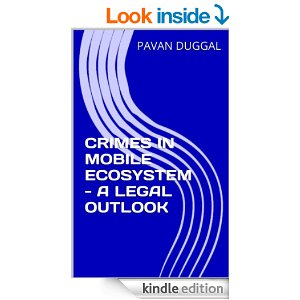 Look inside
PAVAN DUGGAL
CRIMES IN
MOBILE
ECOSYSTEM
- A LEGAL
OUTLOOK
kindle edition